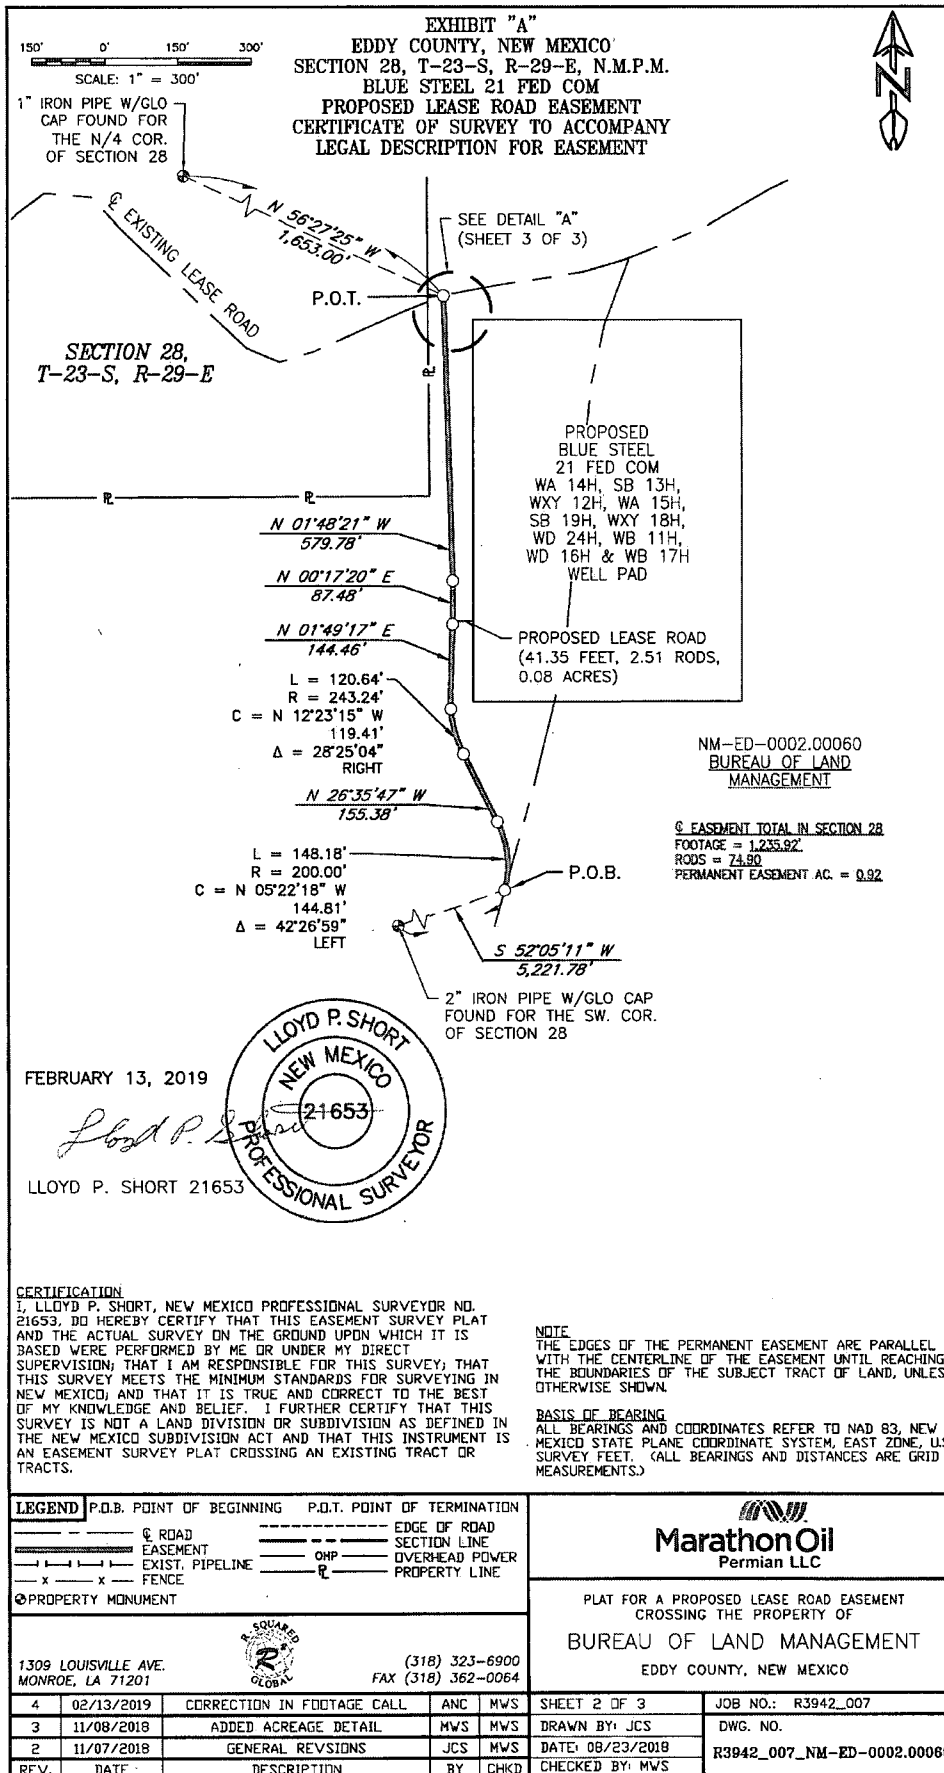 EXHIBIT "A"
EDDY COUNTY, NEW MEXICO
SECTION 28, T-23-S, R-29-E, N.M.P.M.
BLUE STEEL 21 FED COM
PROPOSED LEASE ROAD EASEMENT
CERTIFICATE OF SURVEY TO ACCOMPANY
LEGAL DESCRIPTION FOR EASEMENT
150' 0' 150' 300'
SCALE: 1" = 300'
N
1" IRON PIPE W/GLO
CAP FOUND FOR
THE N/4 COR.
OF SECTION 28
N 56°27'25" W
1,653.00'
SEE DETAIL "A"
(SHEET 3 OF 3)
℄ EXISTING LEASE ROAD
P.O.T.
SECTION 28,
T-23-S, R-29-E
PL
PL PL
PROPOSED
BLUE STEEL
21 FED COM
WA 14H, SB 13H,
WXY 12H, WA 15H,
SB 19H, WXY 18H,
WD 24H, WB 11H,
WD 16H & WB 17H
WELL PAD
N 01°48'21" W
579.78'
N 00°17'20" E
87.48'
N 01°49'17" E
144.46'
PROPOSED LEASE ROAD
(41.35 FEET, 2.51 RODS,
0.08 ACRES)
L = 120.64'
R = 243.24'
C = N 12°23'15" W
119.41'
Δ = 28°25'04"
RIGHT
NM-ED-0002.00060
BUREAU OF LAND
MANAGEMENT
N 26°35'47" W
155.38'
℄ EASEMENT TOTAL IN SECTION 28
FOOTAGE = 1,235.92'
RODS = 74.90
PERMANENT EASEMENT AC. = 0.92
L = 148.18'
R = 200.00'
C = N 05°22'18" W
144.81'
Δ = 42°26'59"
LEFT
P.O.B.
S 52°05'11" W
5,221.78'
2" IRON PIPE W/GLO CAP
FOUND FOR THE SW. COR.
OF SECTION 28
LLOYD P. SHORT
NEW MEXICO
21653
PROFESSIONAL SURVEYOR
FEBRUARY 13, 2019
Lloyd P. Short
LLOYD P. SHORT 21653
CERTIFICATION
I, LLOYD P. SHORT, NEW MEXICO PROFESSIONAL SURVEYOR NO.
21653, DO HEREBY CERTIFY THAT THIS EASEMENT SURVEY PLAT
AND THE ACTUAL SURVEY ON THE GROUND UPON WHICH IT IS
BASED WERE PERFORMED BY ME OR UNDER MY DIRECT
SUPERVISION; THAT I AM RESPONSIBLE FOR THIS SURVEY; THAT
THIS SURVEY MEETS THE MINIMUM STANDARDS FOR SURVEYING IN
NEW MEXICO; AND THAT IT IS TRUE AND CORRECT TO THE BEST
OF MY KNOWLEDGE AND BELIEF. I FURTHER CERTIFY THAT THIS
SURVEY IS NOT A LAND DIVISION OR SUBDIVISION AS DEFINED IN
THE NEW MEXICO SUBDIVISION ACT AND THAT THIS INSTRUMENT IS
AN EASEMENT SURVEY PLAT CROSSING AN EXISTING TRACT OR
TRACTS.
NOTE
THE EDGES OF THE PERMANENT EASEMENT ARE PARALLEL
WITH THE CENTERLINE OF THE EASEMENT UNTIL REACHING
THE BOUNDARIES OF THE SUBJECT TRACT OF LAND, UNLES
OTHERWISE SHOWN.
BASIS OF BEARING
ALL BEARINGS AND COORDINATES REFER TO NAD 83, NEW
MEXICO STATE PLANE COORDINATE SYSTEM, EAST ZONE, U.S
SURVEY FEET. (ALL BEARINGS AND DISTANCES ARE GRID
MEASUREMENTS.)
LEGEND P.O.B. POINT OF BEGINNING P.O.T. POINT OF TERMINATION
℄ ROAD EDGE OF ROAD
EASEMENT SECTION LINE
EXIST. PIPELINE OHP OVERHEAD POWER
x x FENCE PL PROPERTY LINE
PROPERTY MONUMENT
MarathonOil
Permian LLC
PLAT FOR A PROPOSED LEASE ROAD EASEMENT
CROSSING THE PROPERTY OF
BUREAU OF LAND MANAGEMENT
EDDY COUNTY, NEW MEXICO
R-SQUARED
R²
GLOBAL
1309 LOUISVILLE AVE. (318) 323-6900
MONROE, LA 71201 FAX (318) 362-0064
4 02/13/2019 CORRECTION IN FOOTAGE CALL ANC MWS
3 11/08/2018 ADDED ACREAGE DETAIL MWS MWS
2 11/07/2018 GENERAL REVSIONS JCS MWS
REV. DATE DESCRIPTION BY CHKD
SHEET 2 OF 3 JOB NO.: R3942_007
DRAWN BY: JCS DWG. NO.
DATE: 08/23/2018 R3942_007_NM-ED-0002.0006
CHECKED BY: MWS